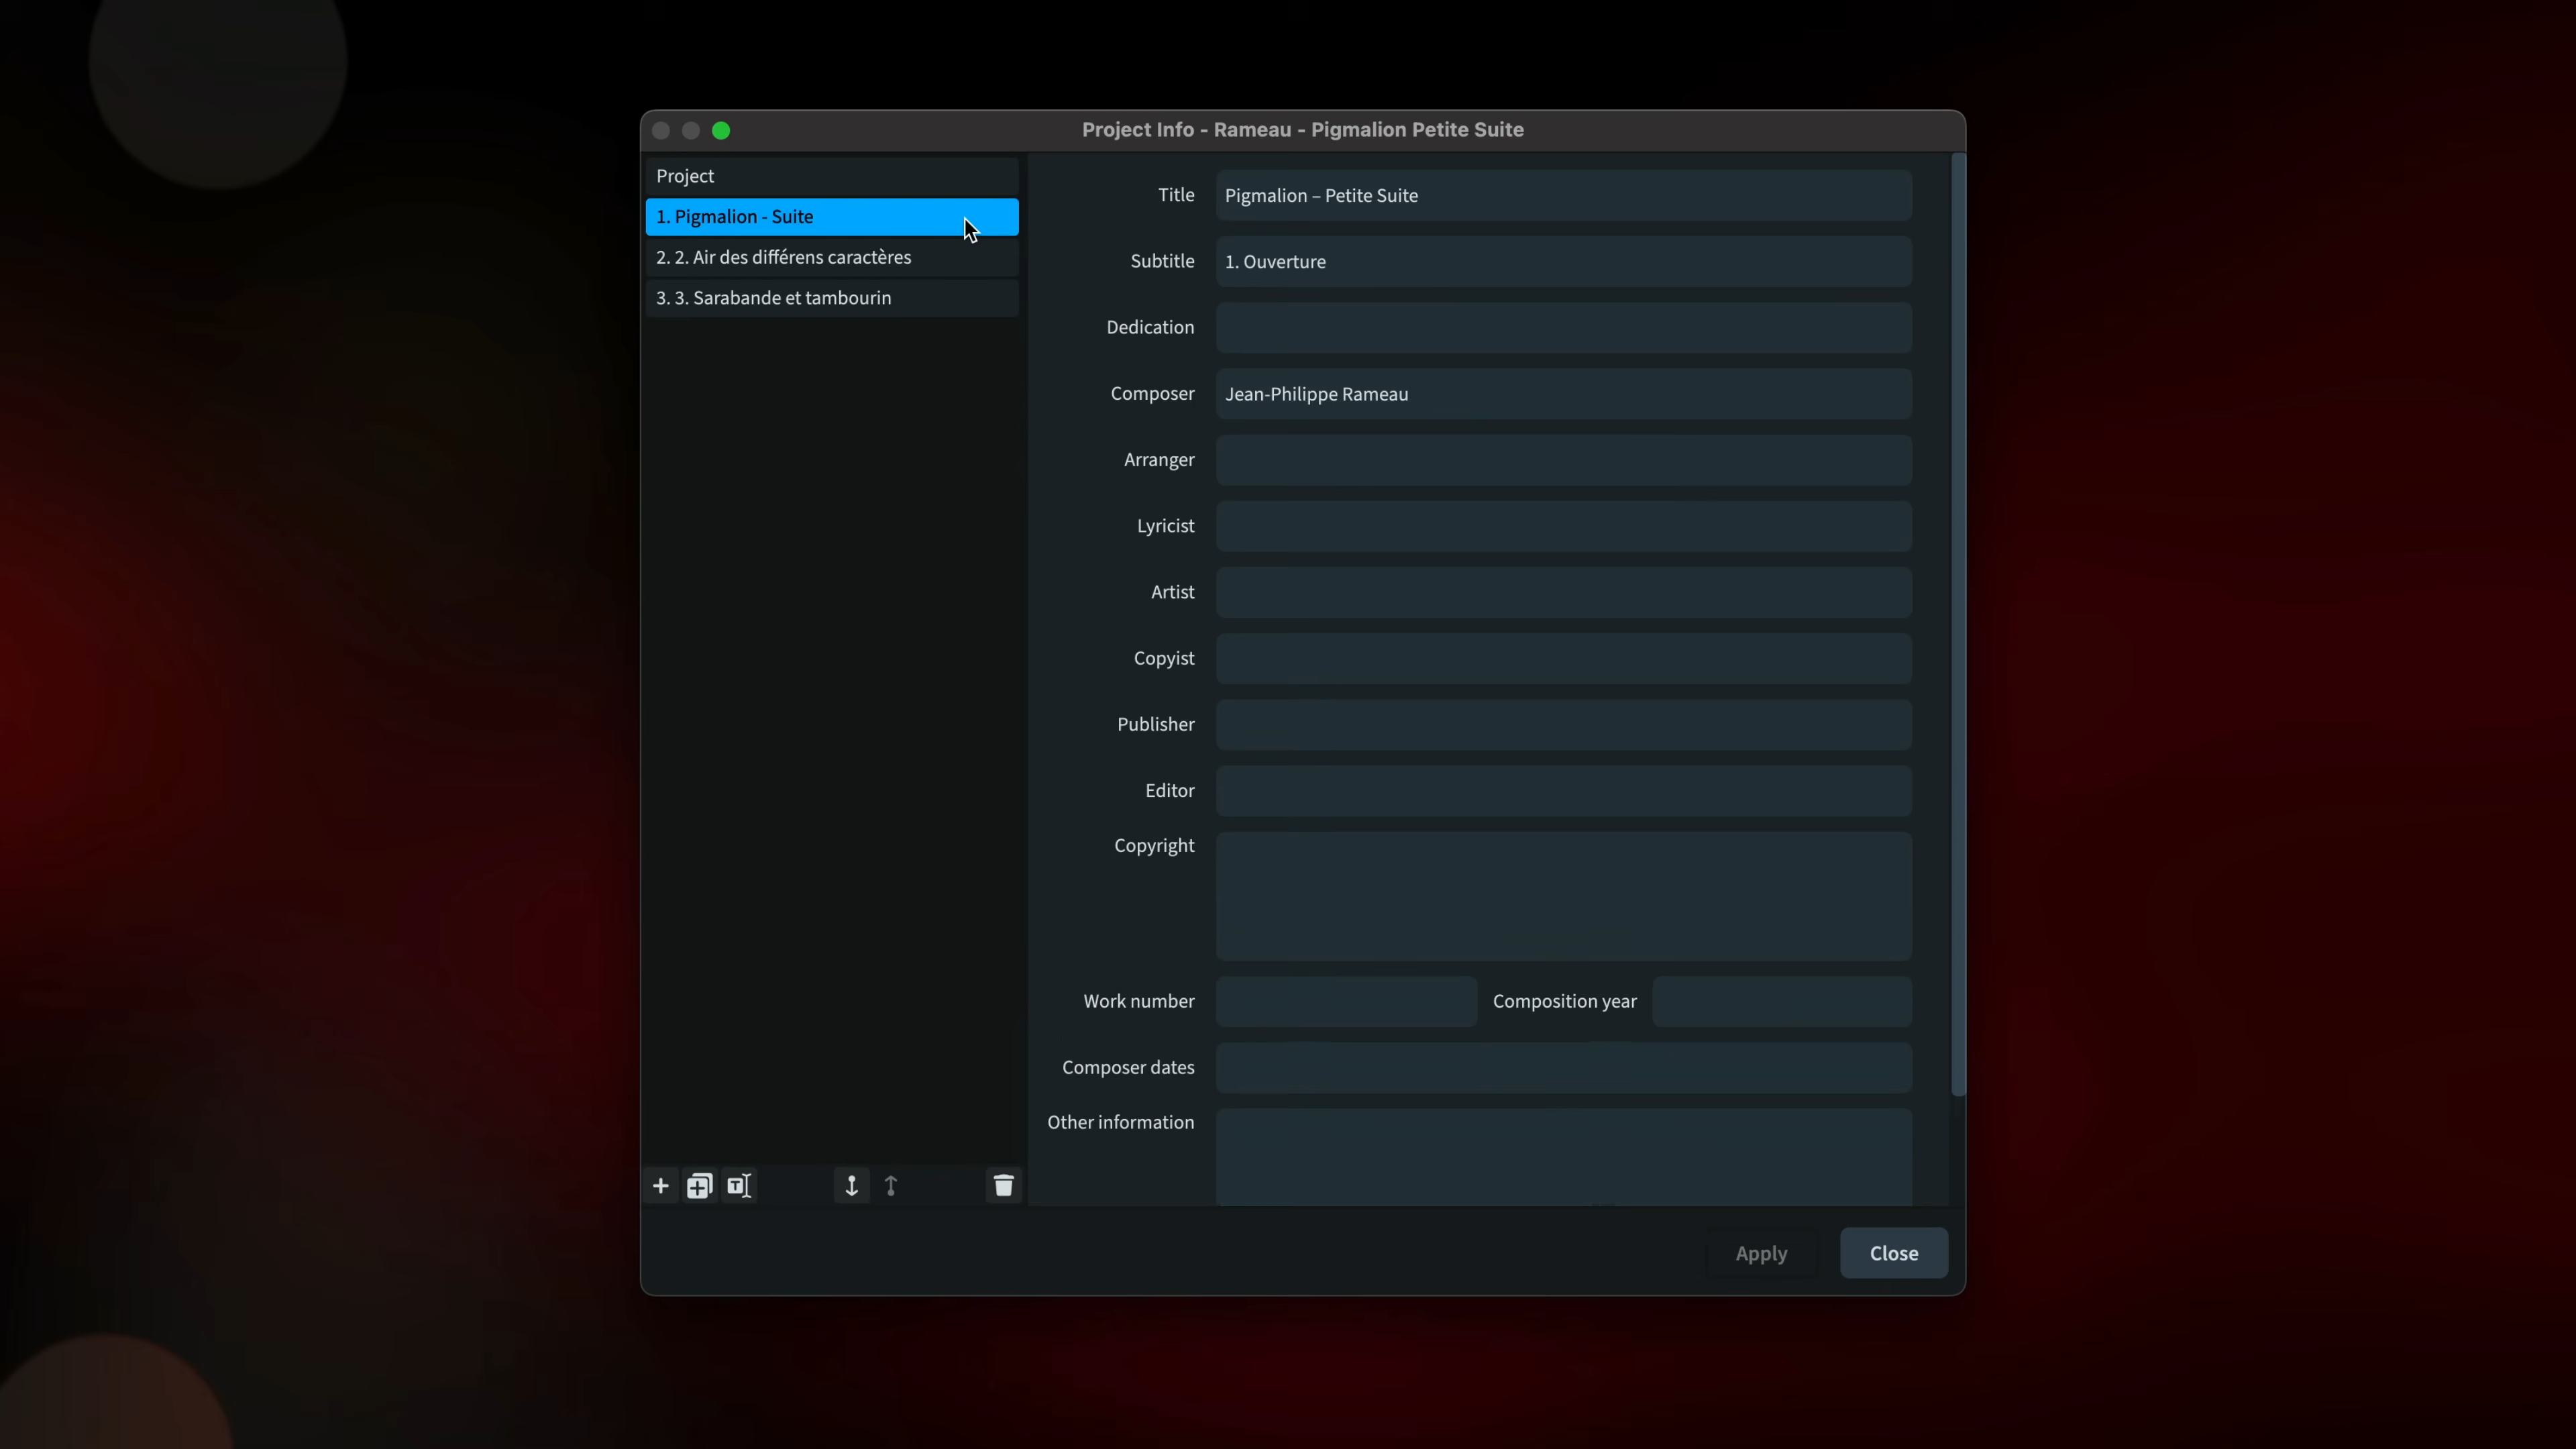 Project Info - Rameau - Pigmalion Petite Suite
Project
1. Pigmalion - Suite
2. 2. Air des différens caractères
3. 3. Sarabande et tambourin
Title Pigmalion – Petite Suite
Subtitle 1. Ouverture
Dedication
Composer Jean-Philippe Rameau
Arranger
Lyricist
Artist
Copyist
Publisher
Editor
Copyright
Work number Composition year
Composer dates
Other information
Apply Close